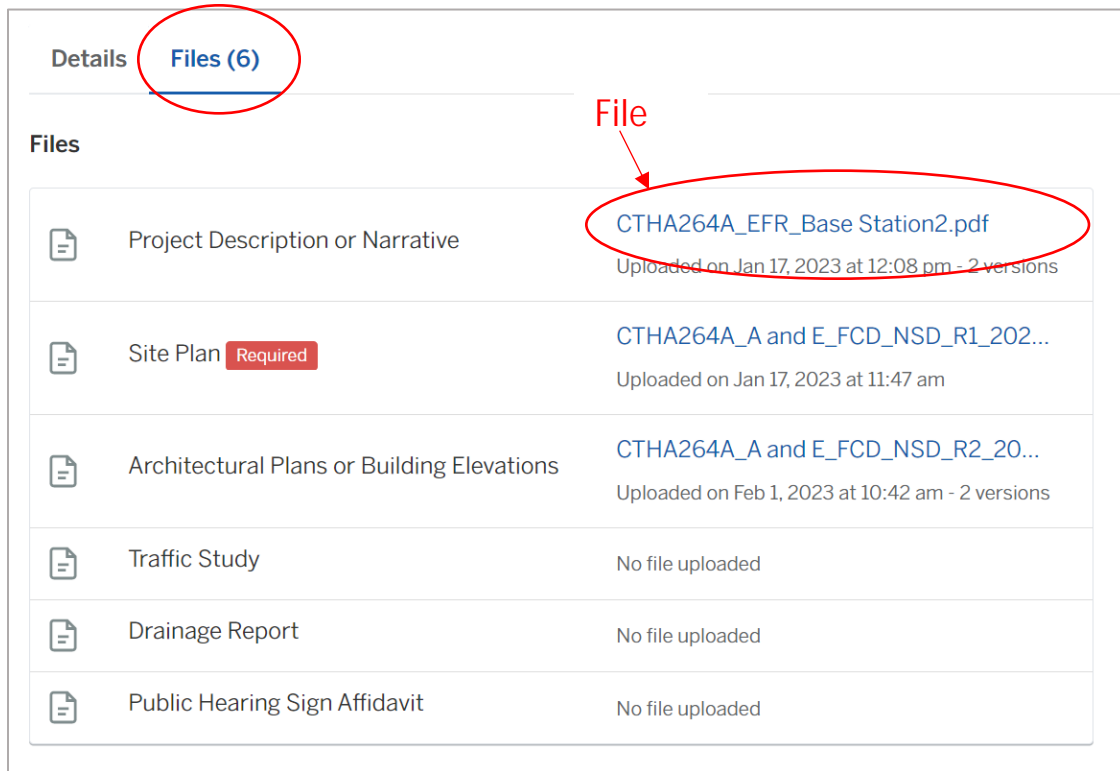 Details
Files (6)
File
Files
Project Description or Narrative
CTHA264A_EFR_Base Station2.pdf
Uploaded on Jan 17, 2023 at 12:08 pm - 2 versions
Site Plan Required
CTHA264A_A and E_FCD_NSD_R1_202...
Uploaded on Jan 17, 2023 at 11:47 am
Architectural Plans or Building Elevations
CTHA264A_A and E_FCD_NSD_R2_20...
Uploaded on Feb 1, 2023 at 10:42 am - 2 versions
Traffic Study
No file uploaded
Drainage Report
No file uploaded
Public Hearing Sign Affidavit
No file uploaded